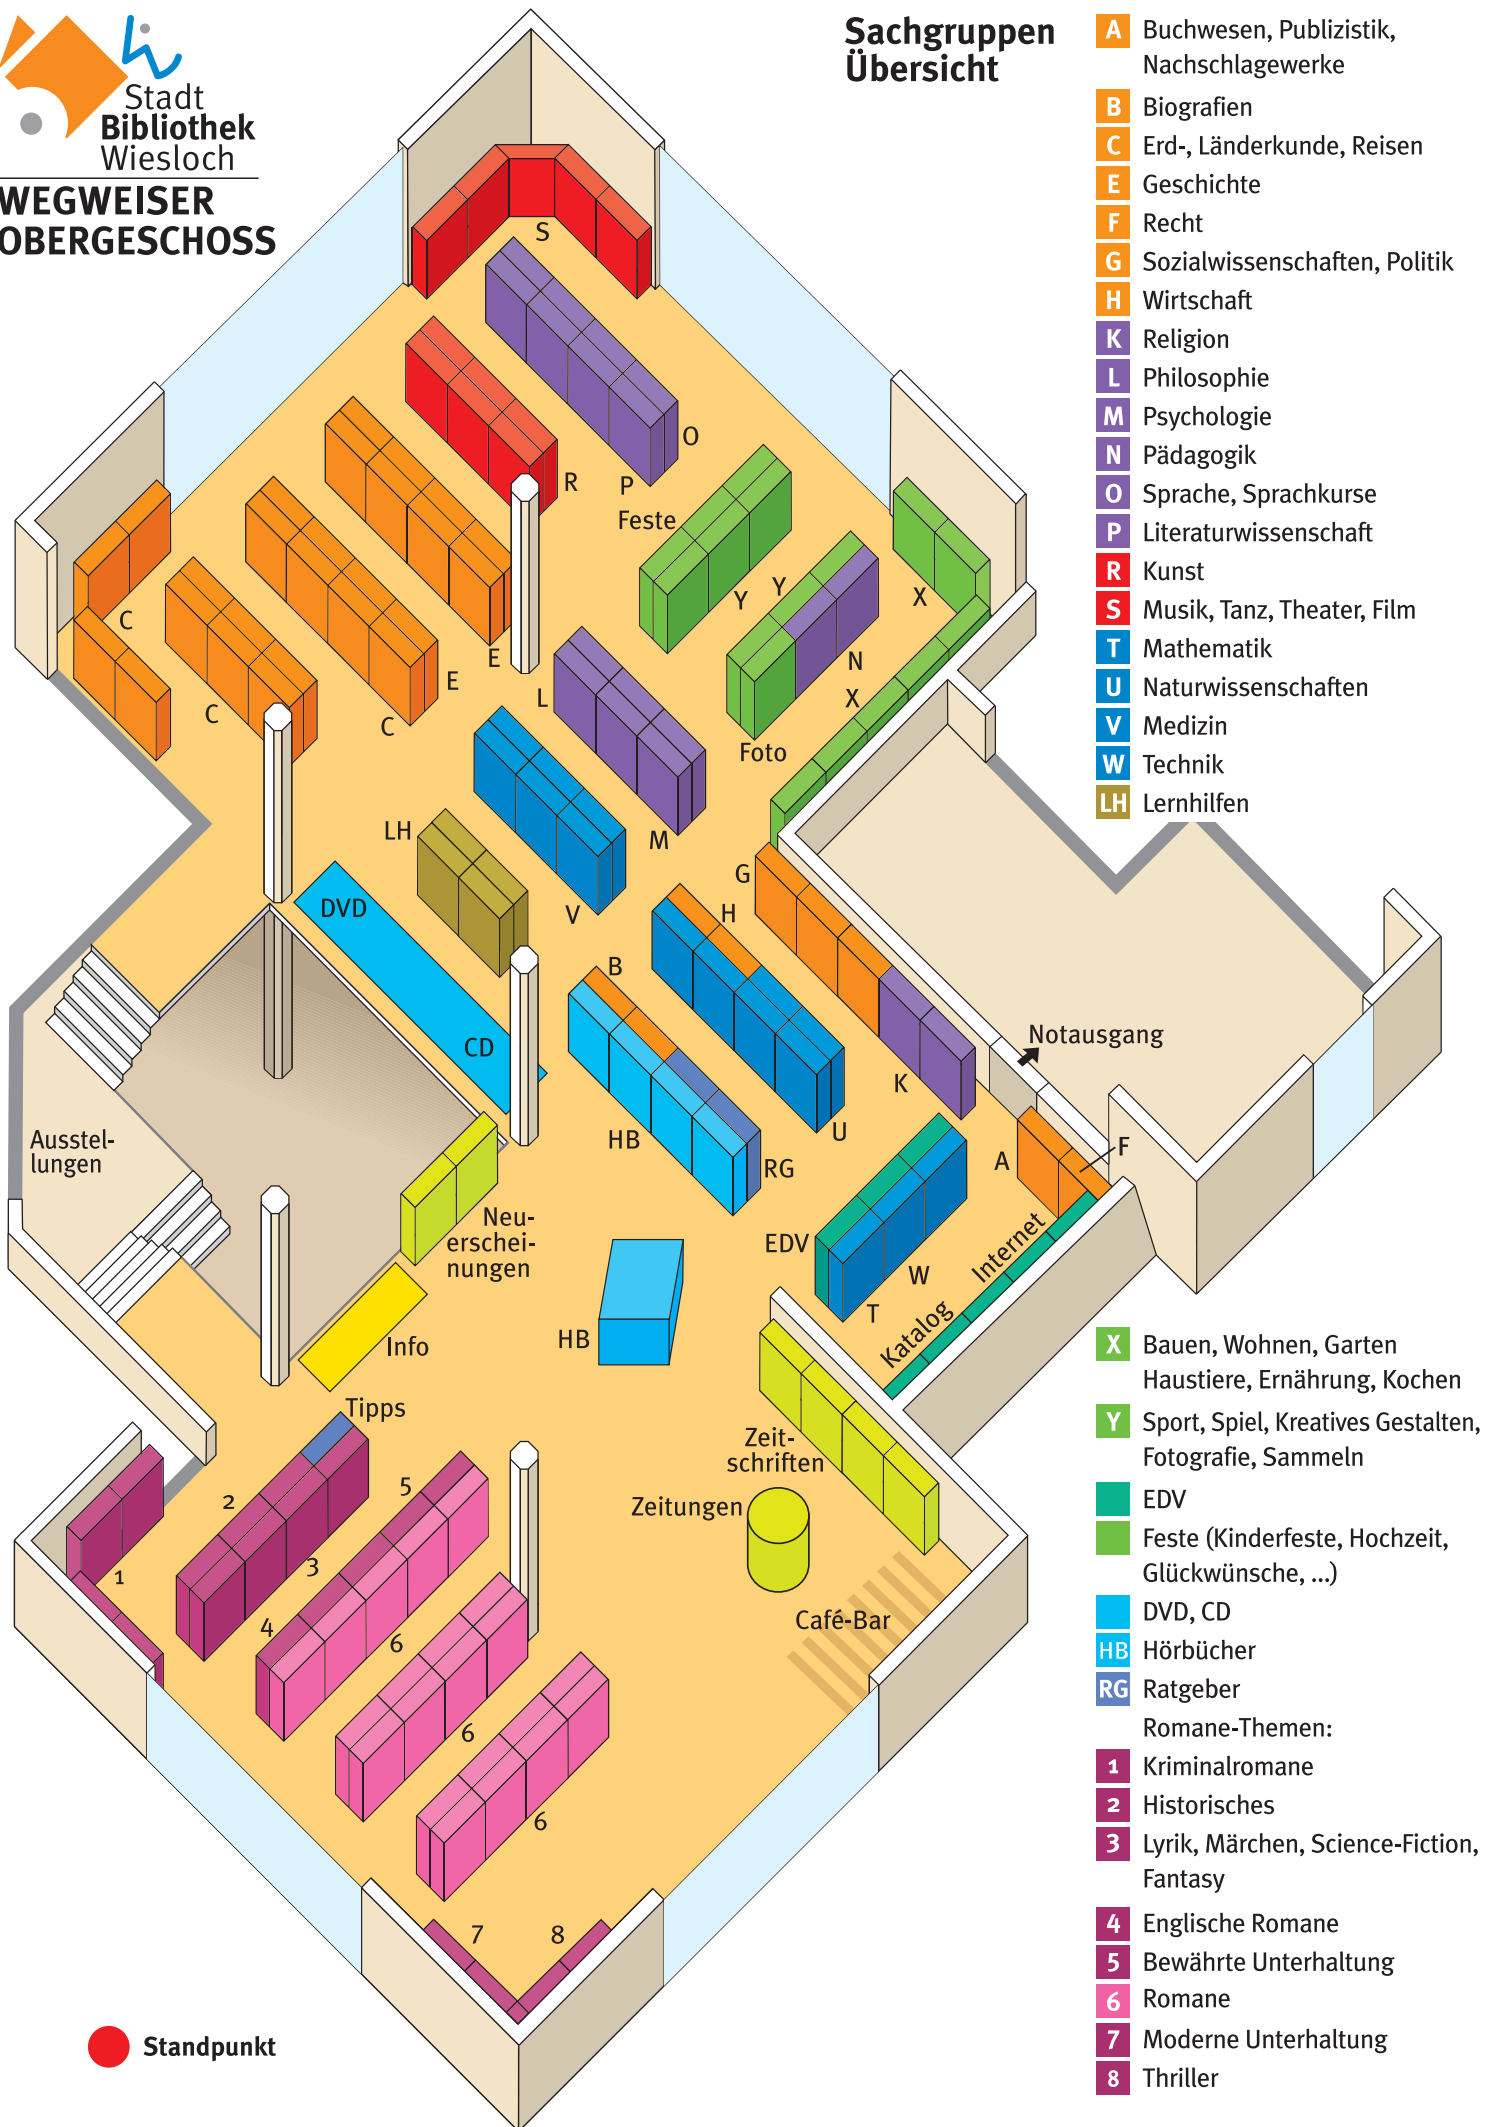 Stadt
Bibliothek
Wiesloch
WEGWEISER
OBERGESCHOSS
Sachgruppen
Übersicht
A Buchwesen, Publizistik,
Nachschlagewerke
B Biografien
C Erd-, Länderkunde, Reisen
E Geschichte
F Recht
G Sozialwissenschaften, Politik
H Wirtschaft
K Religion
L Philosophie
M Psychologie
N Pädagogik
O Sprache, Sprachkurse
P Literaturwissenschaft
R Kunst
S Musik, Tanz, Theater, Film
T Mathematik
U Naturwissenschaften
V Medizin
W Technik
LH Lernhilfen
S
O
R
P
Feste
Y
Y
X
C
E
E
N
L
X
C
C
Foto
LH
M
G
DVD
V
H
B
CD
Notausgang
K
HB
U
Ausstel-
lungen
RG
A
F
Neu-
erschei-
nungen
EDV
Internet
W
T
Katalog
Info
HB
Tipps
Zeit-
schriften
5
2
Zeitungen
3
1
4
6
Café-Bar
6
6
7
8
X Bauen, Wohnen, Garten
Haustiere, Ernährung, Kochen
Y Sport, Spiel, Kreatives Gestalten,
Fotografie, Sammeln
EDV
Feste (Kinderfeste, Hochzeit,
Glückwünsche, ...)
DVD, CD
HB Hörbücher
RG Ratgeber
Romane-Themen:
1 Kriminalromane
2 Historisches
3 Lyrik, Märchen, Science-Fiction,
Fantasy
4 Englische Romane
5 Bewährte Unterhaltung
6 Romane
7 Moderne Unterhaltung
8 Thriller
Standpunkt